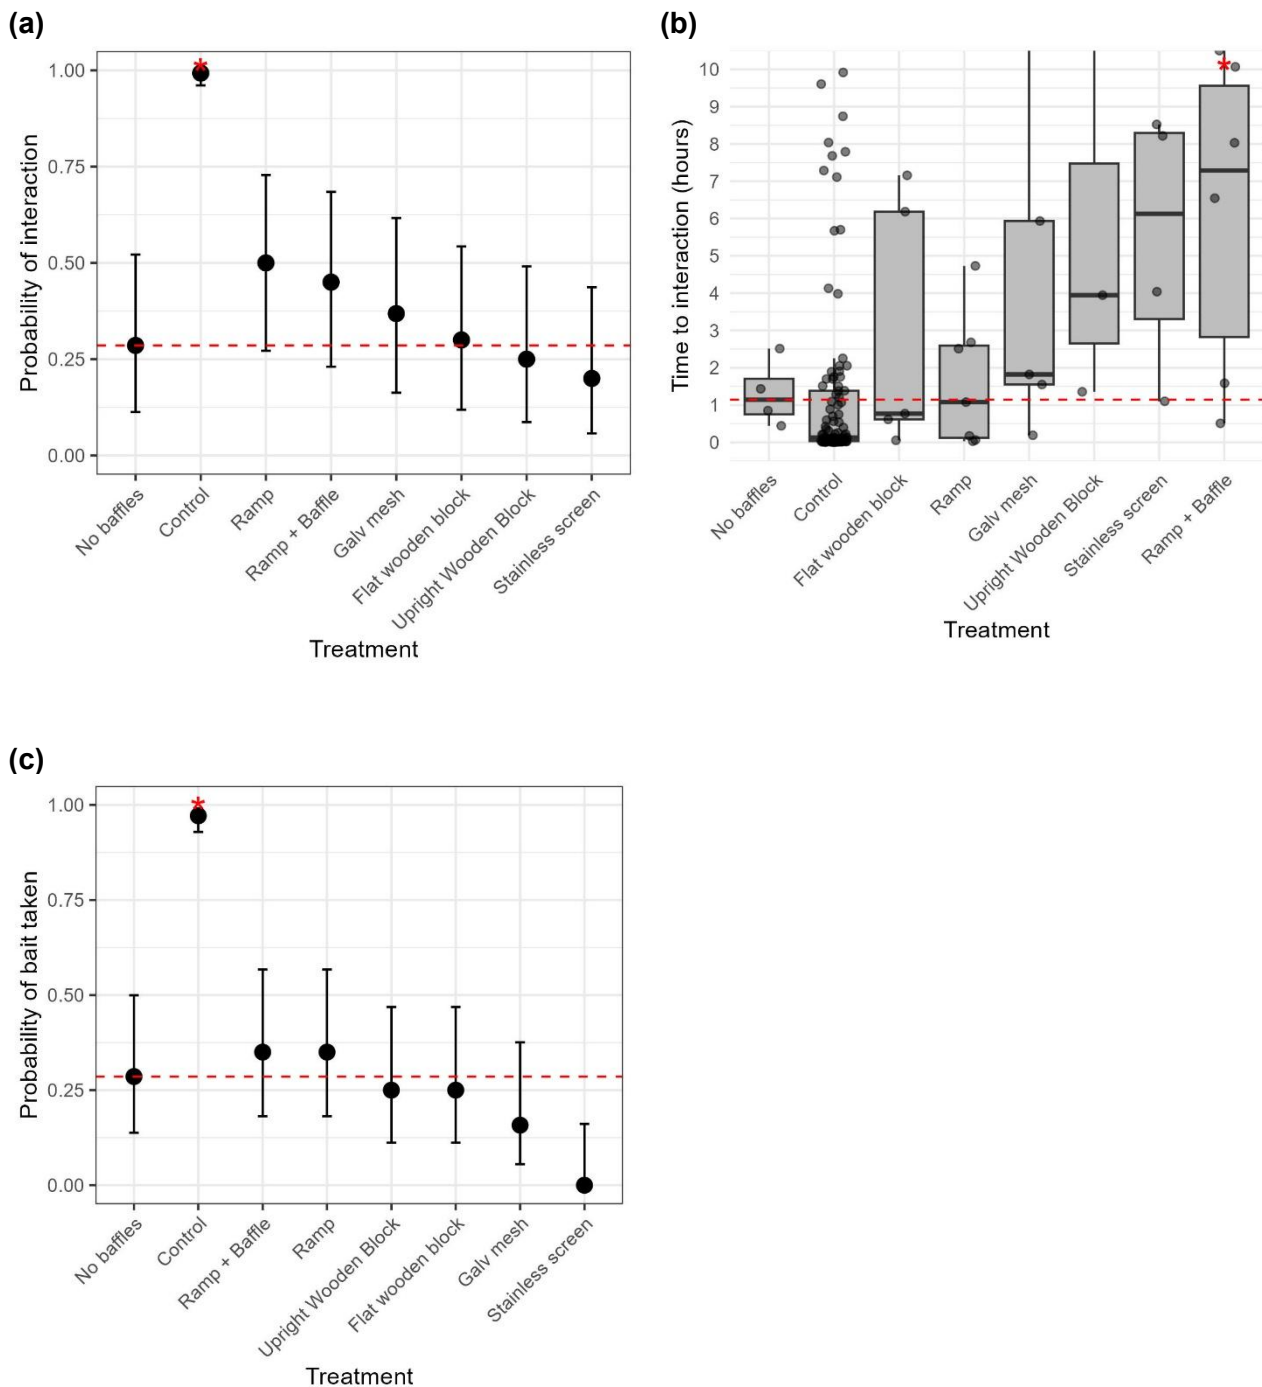 (a)
Probability of interaction
1.00
0.75
0.50
0.25
0.00
No baffles
Control
Ramp
Ramp + Baffle
Galv mesh
Flat wooden block
Upright Wooden Block
Stainless screen
Treatment
(b)
Time to interaction (hours)
10
9
8
7
6
5
4
3
2
1
0
No baffles
Control
Flat wooden block
Ramp
Galv mesh
Upright Wooden Block
Stainless screen
Ramp + Baffle
Treatment
(c)
Probability of bait taken
1.00
0.75
0.50
0.25
0.00
No baffles
Control
Ramp + Baffle
Ramp
Upright Wooden Block
Flat wooden block
Galv mesh
Stainless screen
Treatment